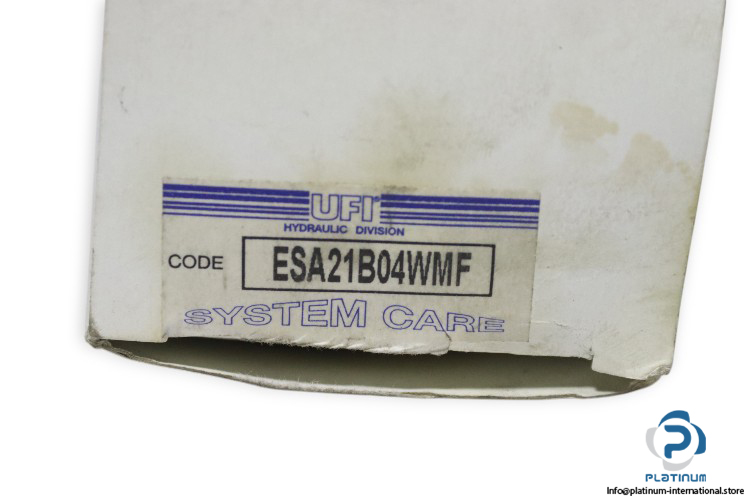 UFI
HYDRAULIC DIVISION
CODE ESA21B04WMF
SYSTEM CARE
PLATINUM
Info@platinum-international.store